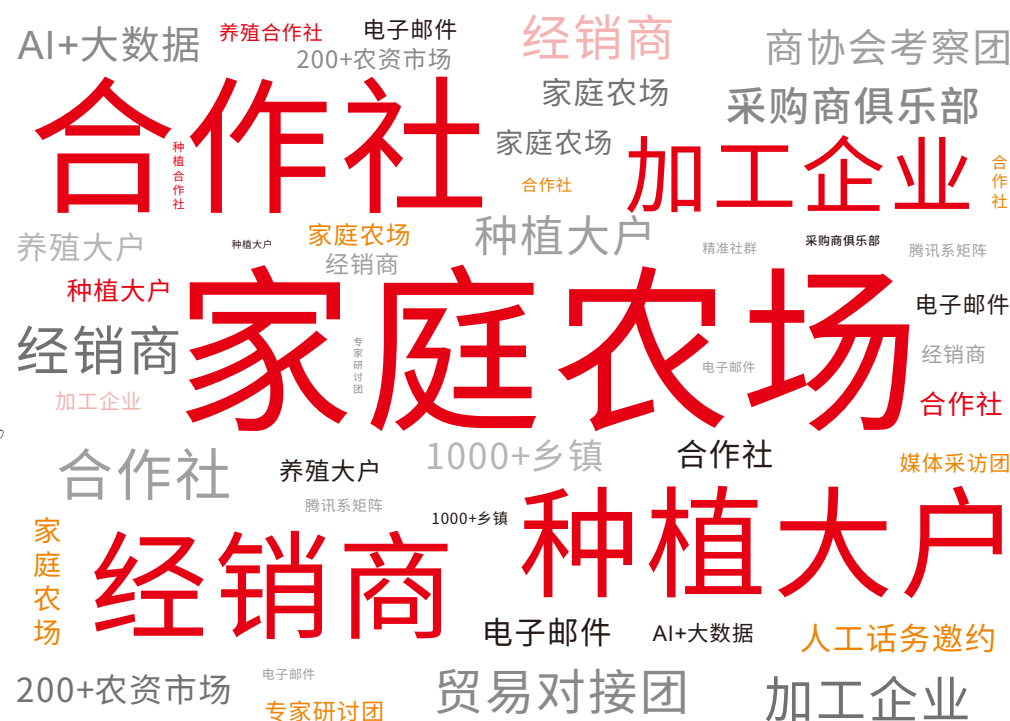 AI+大数据
养殖合作社
电子邮件
200+农资市场
经销商
商协会考察团
家庭农场
采购商俱乐部
合作社
种植合作社
家庭农场
加工企业
合作社
合作社
养殖大户
种植大户
家庭农场
经销商
种植大户
精准社群
采购商俱乐部
腾讯系矩阵
种植大户
家庭农场
电子邮件
经销商
专家研讨团
电子邮件
经销商
加工企业
合作社
合作社
养殖大户
1000+乡镇
合作社
媒体采访团
腾讯系矩阵
1000+乡镇
种植大户
家庭农场
经销商
电子邮件
AI+大数据
人工话务邀约
200+农资市场
电子邮件
专家研讨团
贸易对接团
加工企业